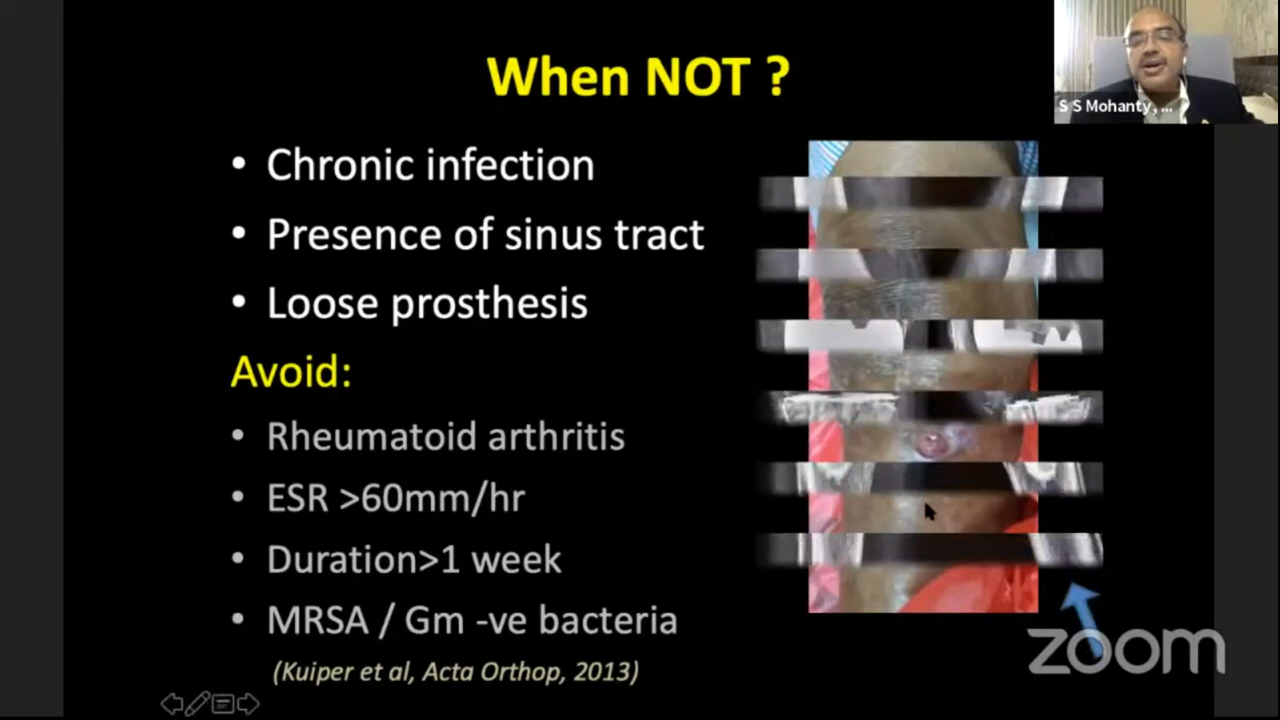 When NOT ?
S S Mohanty, ...
• Chronic infection
• Presence of sinus tract
• Loose prosthesis
Avoid:
• Rheumatoid arthritis
• ESR >60mm/hr
• Duration>1 week
• MRSA / Gm -ve bacteria
(Kuiper et al, Acta Orthop, 2013)
zoom